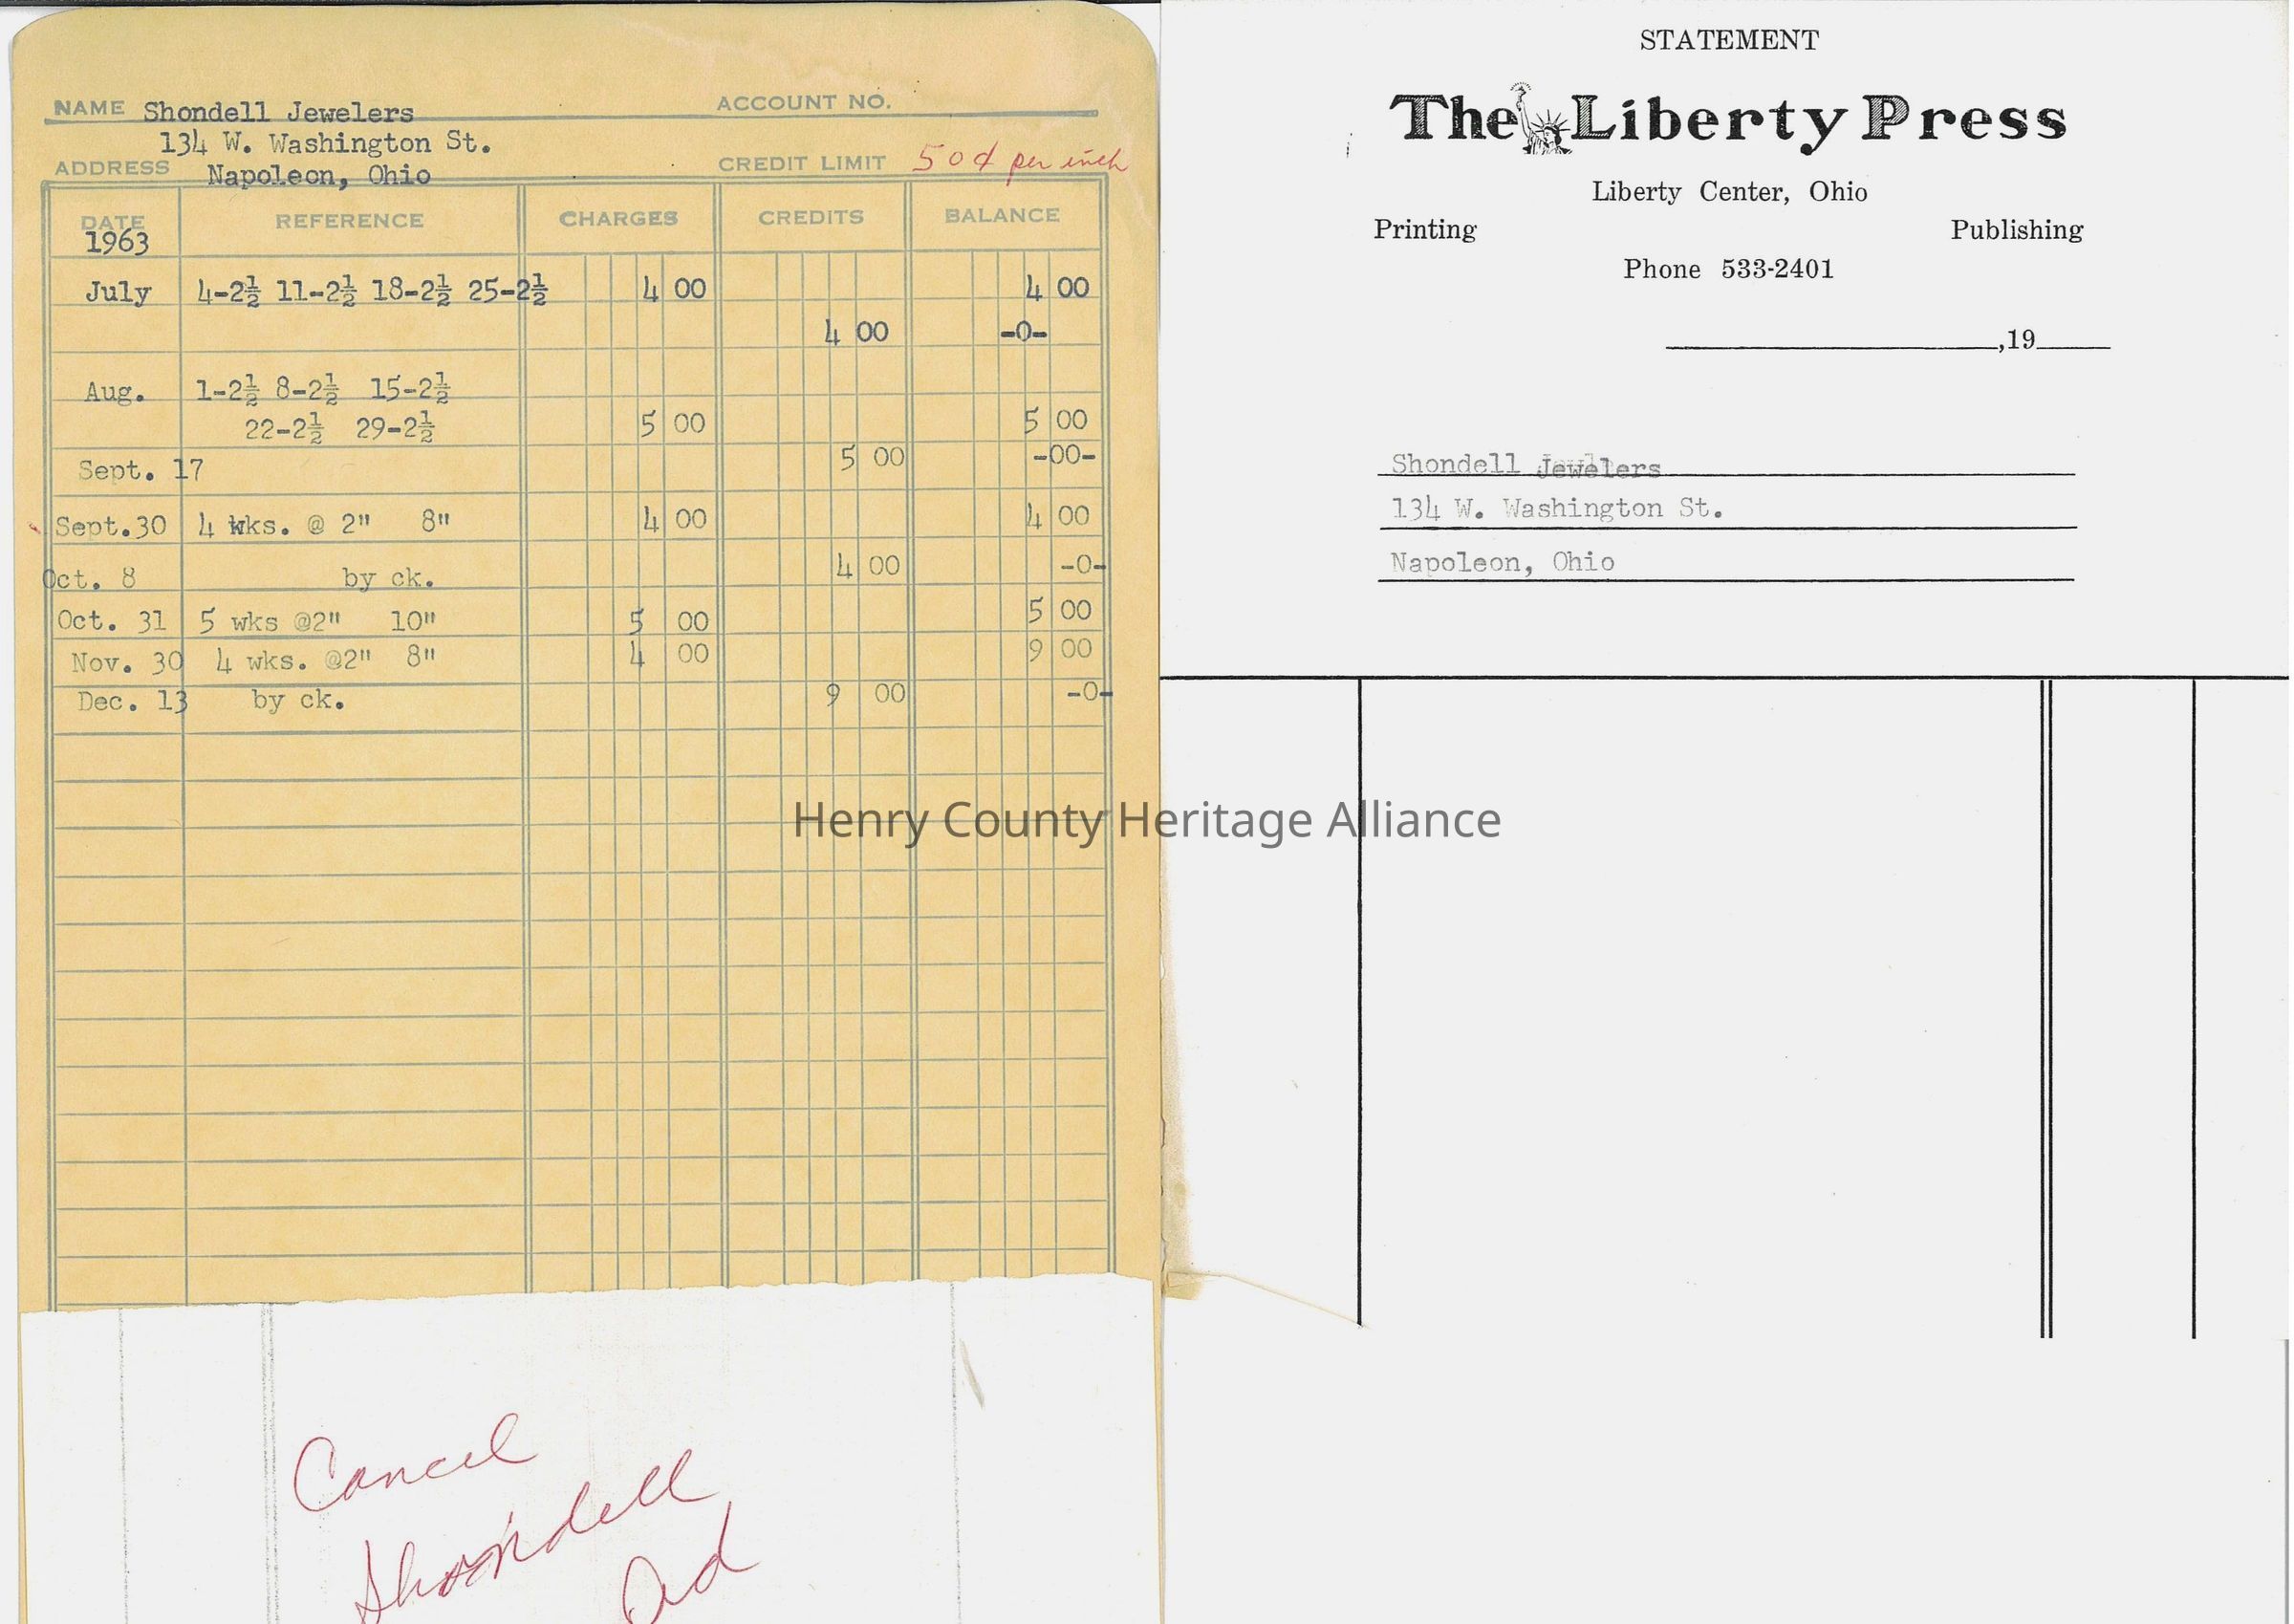 NAME Shondell Jewelers ACCOUNT NO.
134 W. Washington St.
ADDRESS Napoleon, Ohio CREDIT LIMIT 50¢ per inch
DATE REFERENCE CHARGES CREDITS BALANCE
1963
July 4-2½ 11-2½ 18-2½ 25-2½ 4 00 4 00
4 00 -0-
Aug. 1-2½ 8-2½ 15-2½
22-2½ 29-2½ 5 00 5 00
Sept. 17 5 00 -00-
Sept.30 4 wks. @ 2" 8" 4 00 4 00
Oct. 8 by ck. 4 00 -0-
Oct. 31 5 wks @2" 10" 5 00 5 00
Nov. 30 4 wks. @2" 8" 4 00 9 00
Dec. 13 by ck. 9 00 -0-
Cancel
Shondell
Ad
STATEMENT
The Liberty Press
Liberty Center, Ohio
Printing Publishing
Phone 533-2401
,19
Shondell Jewelers
134 W. Washington St.
Napoleon, Ohio
Henry County Heritage Alliance